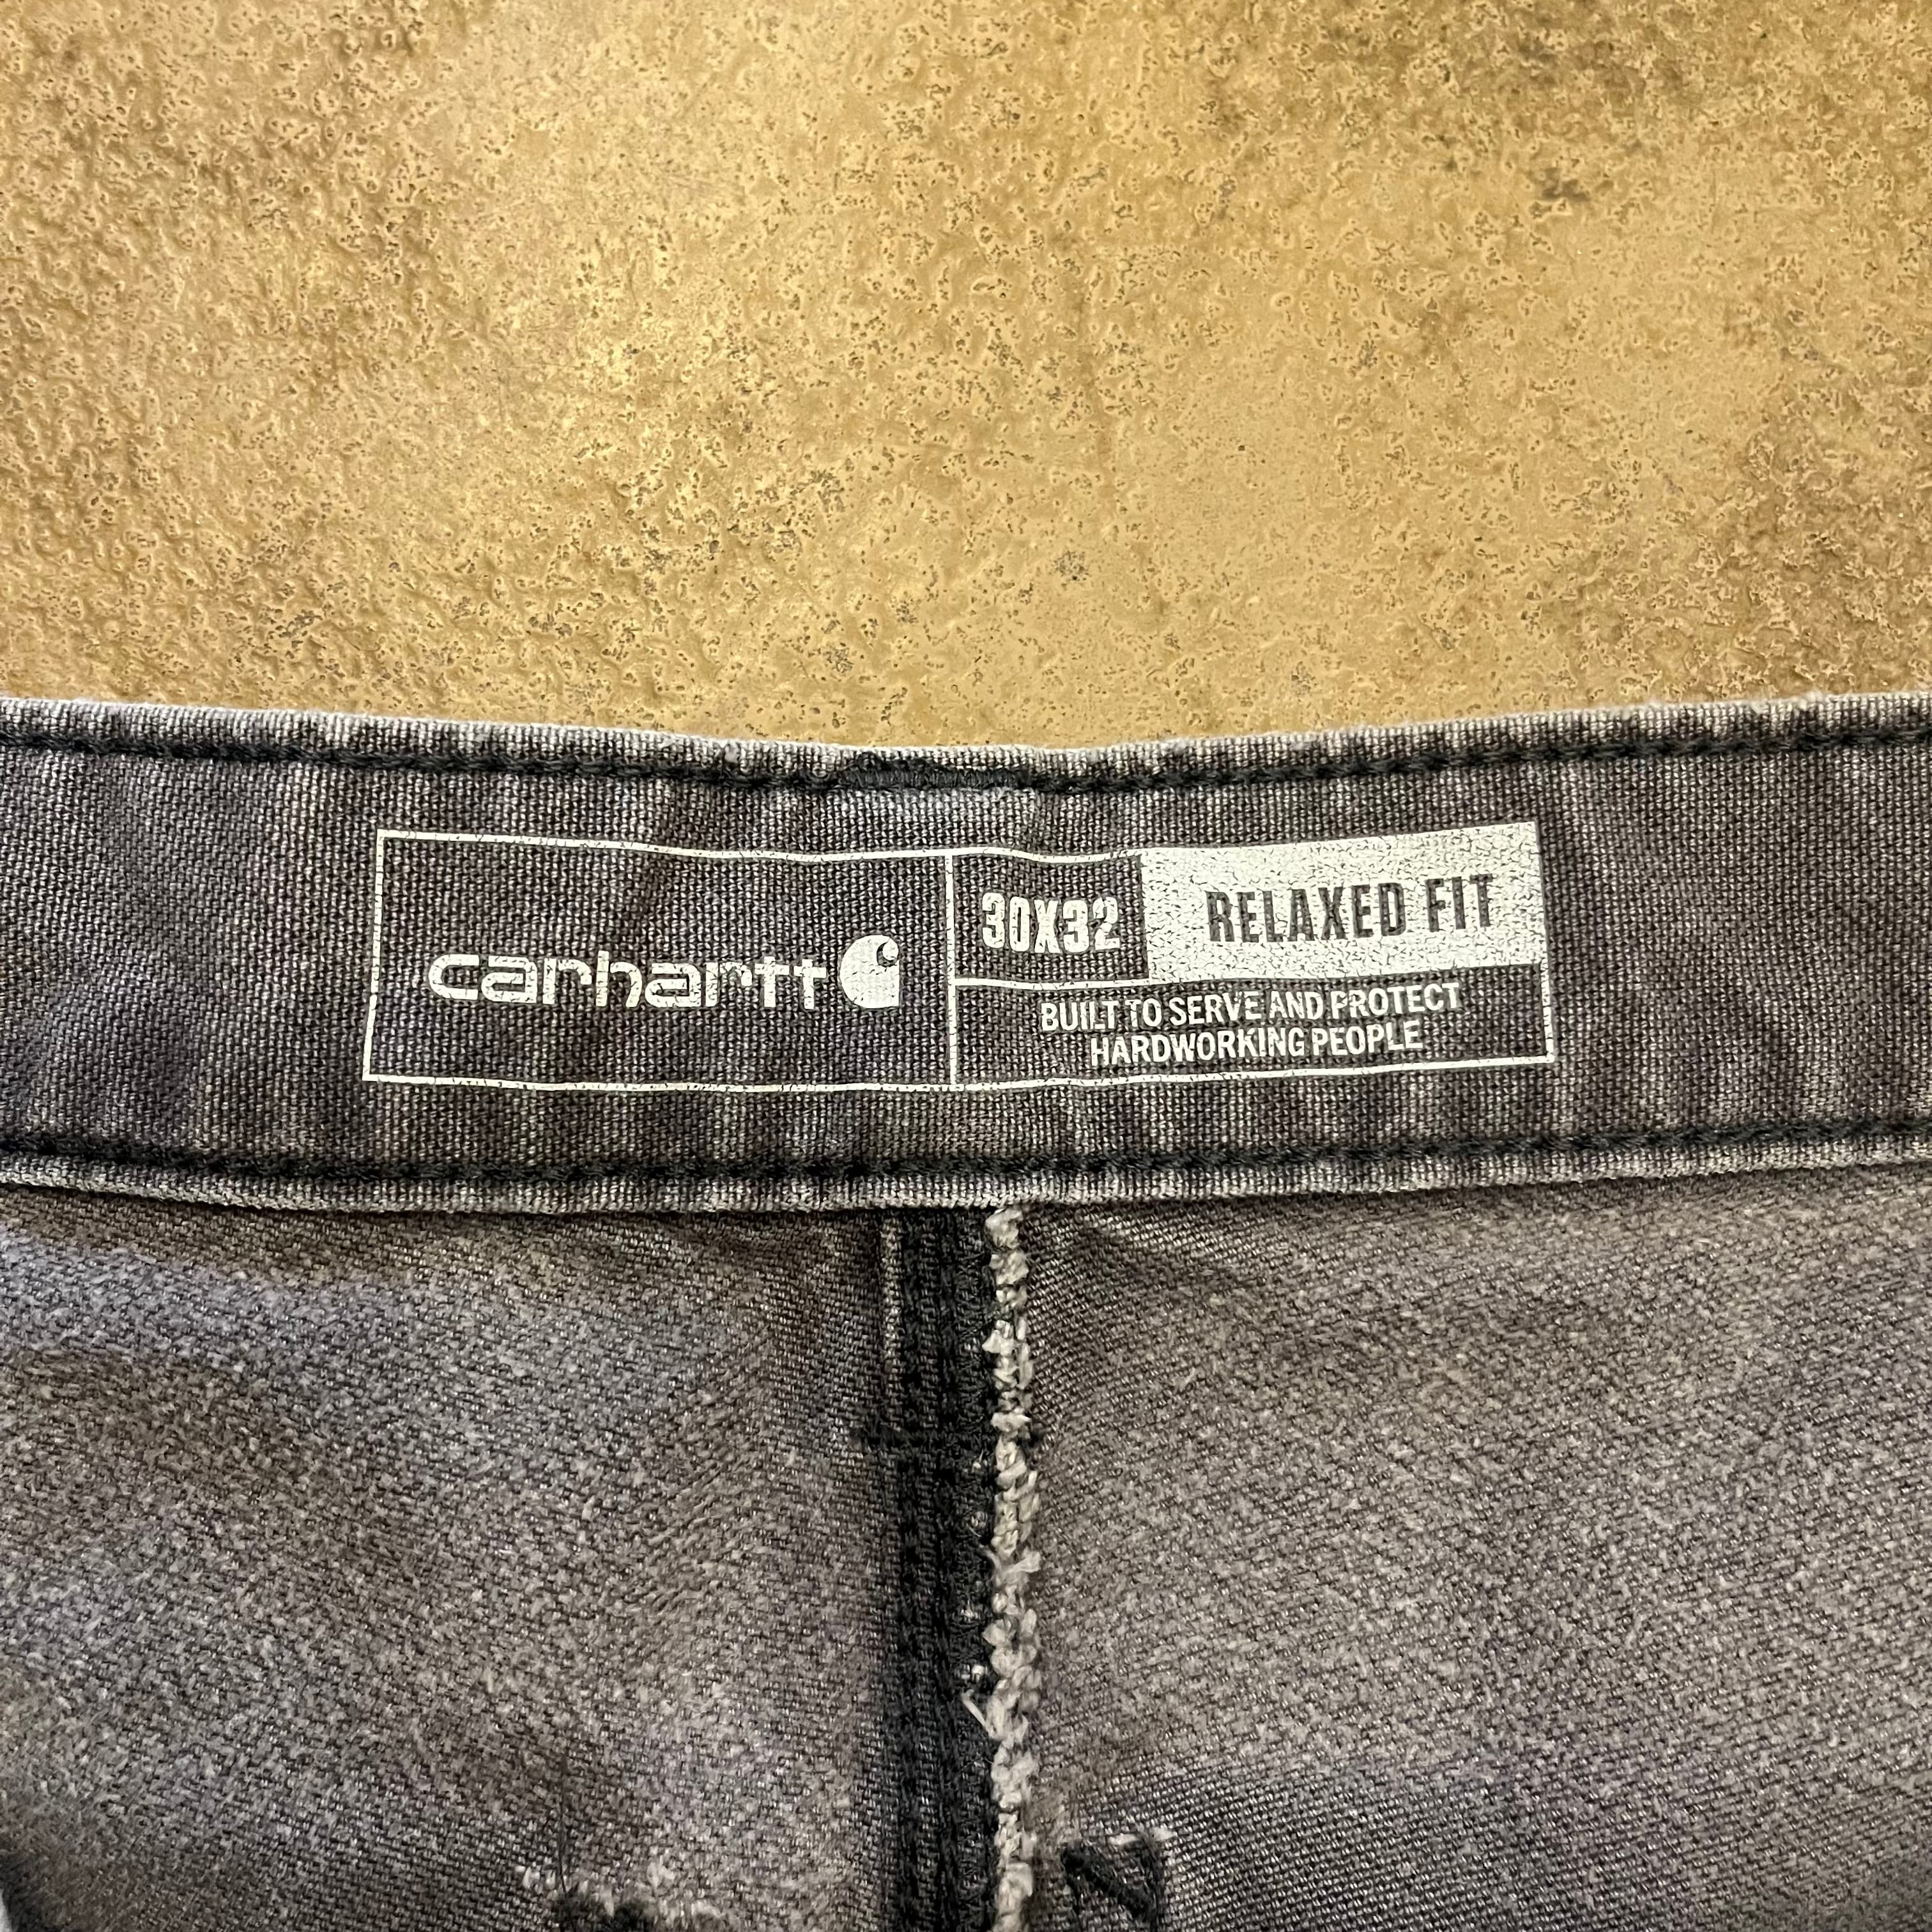 carhartt
30X32 RELAXED FIT
BUILT TO SERVE AND PROTECT
HARDWORKING PEOPLE